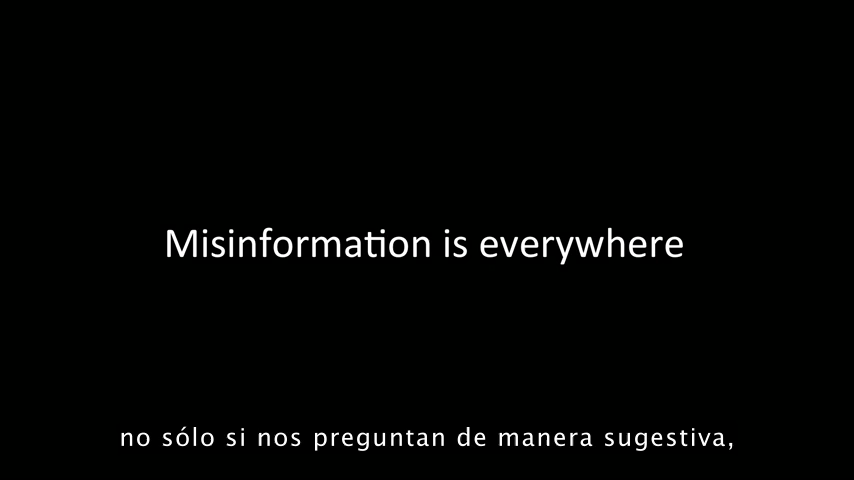 Misinformation is everywhere
no sólo si nos preguntan de manera sugestiva,